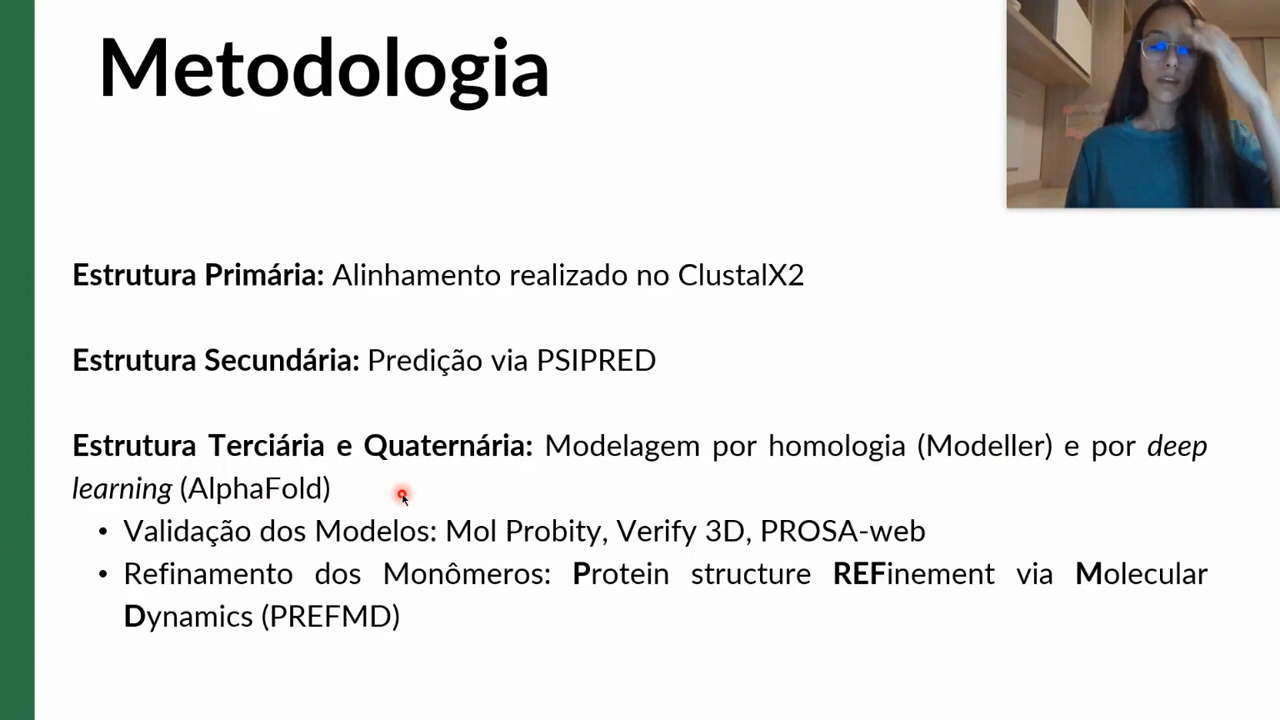 Metodologia
Estrutura Primária: Alinhamento realizado no ClustalX2
Estrutura Secundária: Predição via PSIPRED
Estrutura Terciária e Quaternária: Modelagem por homologia (Modeller) e por deep
learning (AlphaFold)
• Validação dos Modelos: Mol Probity, Verify 3D, PROSA-web
• Refinamento dos Monômeros: Protein structure REFinement via Molecular
Dynamics (PREFMD)